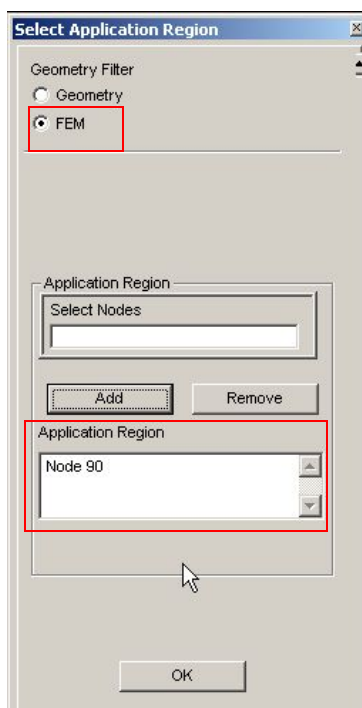 Select Application Region
Geometry Filter
Geometry
FEM
Application Region
Select Nodes
Add Remove
Application Region
Node 90
OK